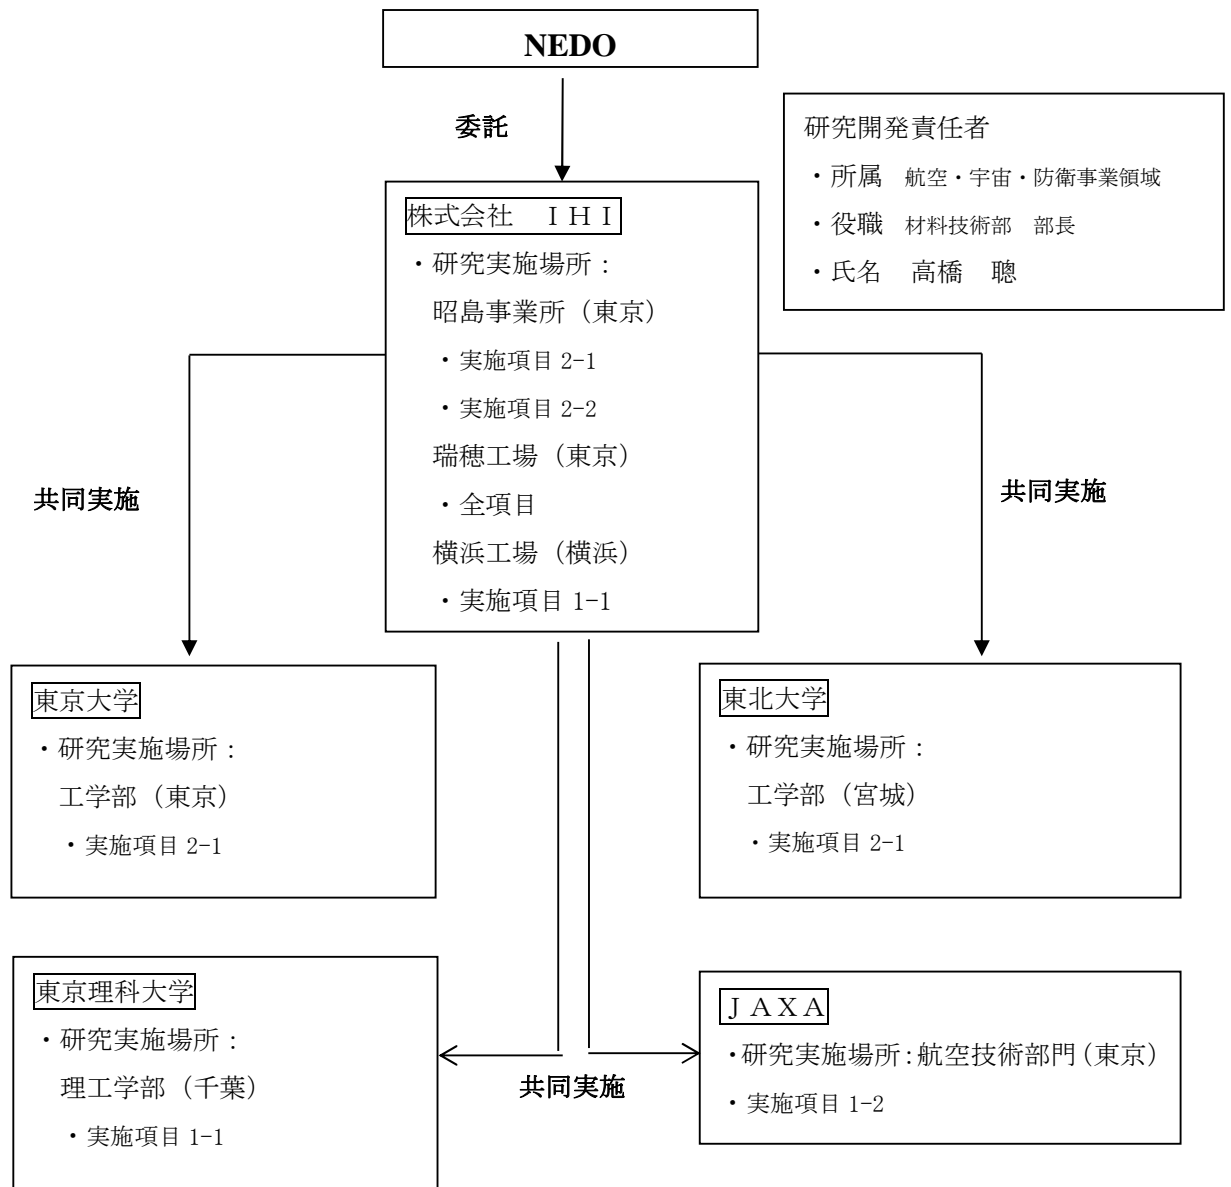 NEDO
委託
研究開発責任者
・所属 航空・宇宙・防衛事業領域
・役職 材料技術部 部長
・氏名 高橋 聰
株式会社 ＩＨＩ
・研究実施場所：
昭島事業所（東京）
・実施項目 2-1
・実施項目 2-2
瑞穂工場（東京）
・全項目
横浜工場（横浜）
・実施項目 1-1
共同実施
共同実施
東京大学
・研究実施場所：
工学部（東京）
・実施項目 2-1
東北大学
・研究実施場所：
工学部（宮城）
・実施項目 2-1
東京理科大学
・研究実施場所：
理工学部（千葉）
・実施項目 1-1
共同実施
ＪＡＸＡ
・研究実施場所：航空技術部門（東京）
・実施項目 1-2